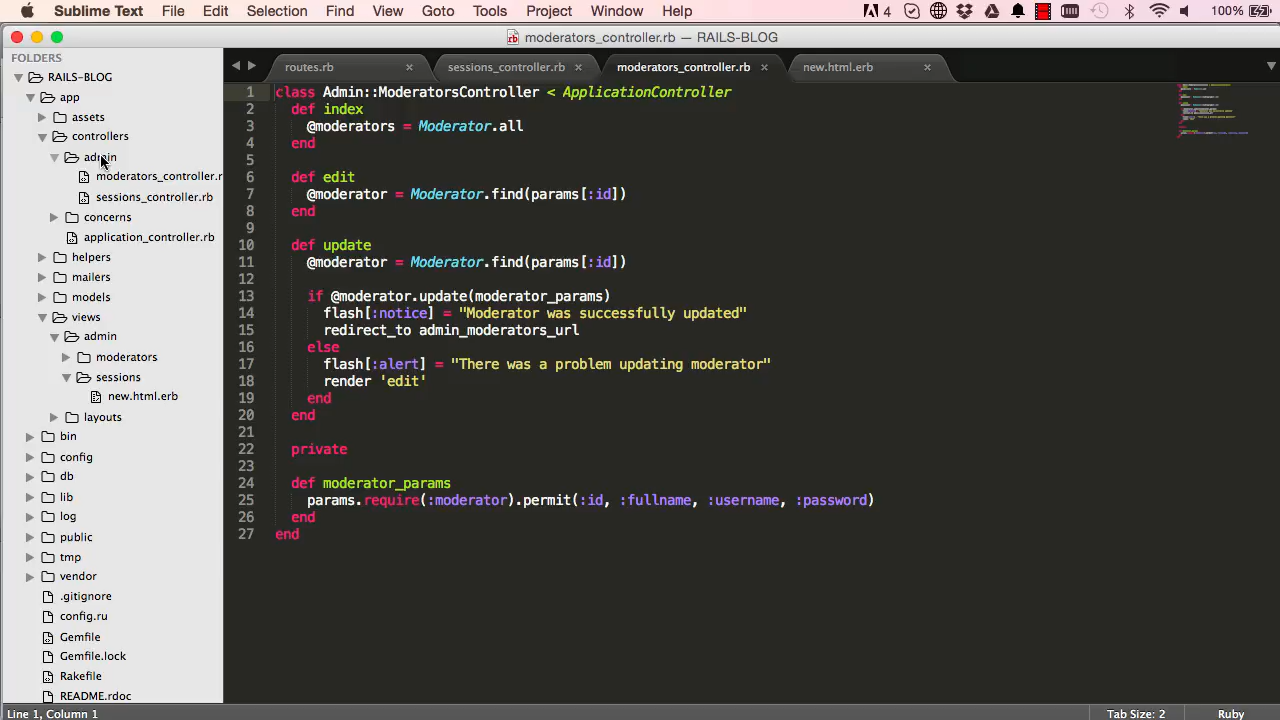 Sublime Text File Edit Selection Find View Goto Tools Project Window Help 4 100%
moderators_controller.rb — RAILS-BLOG
FOLDERS
RAILS-BLOG
app
assets
controllers
admin
moderators_controller.r
sessions_controller.rb
concerns
application_controller.rb
helpers
mailers
models
views
admin
moderators
sessions
new.html.erb
layouts
bin
config
db
lib
log
public
tmp
vendor
.gitignore
config.ru
Gemfile
Gemfile.lock
Rakefile
README.rdoc
routes.rb sessions_controller.rb moderators_controller.rb new.html.erb
1 class Admin::ModeratorsController < ApplicationController
2 def index
3 @moderators = Moderator.all
4 end
5
6 def edit
7 @moderator = Moderator.find(params[:id])
8 end
9
10 def update
11 @moderator = Moderator.find(params[:id])
12
13 if @moderator.update(moderator_params)
14 flash[:notice] = "Moderator was successfully updated"
15 redirect_to admin_moderators_url
16 else
17 flash[:alert] = "There was a problem updating moderator"
18 render 'edit'
19 end
20 end
21
22 private
23
24 def moderator_params
25 params.require(:moderator).permit(:id, :fullname, :username, :password)
26 end
27 end
Line 1, Column 1 Tab Size: 2 Ruby